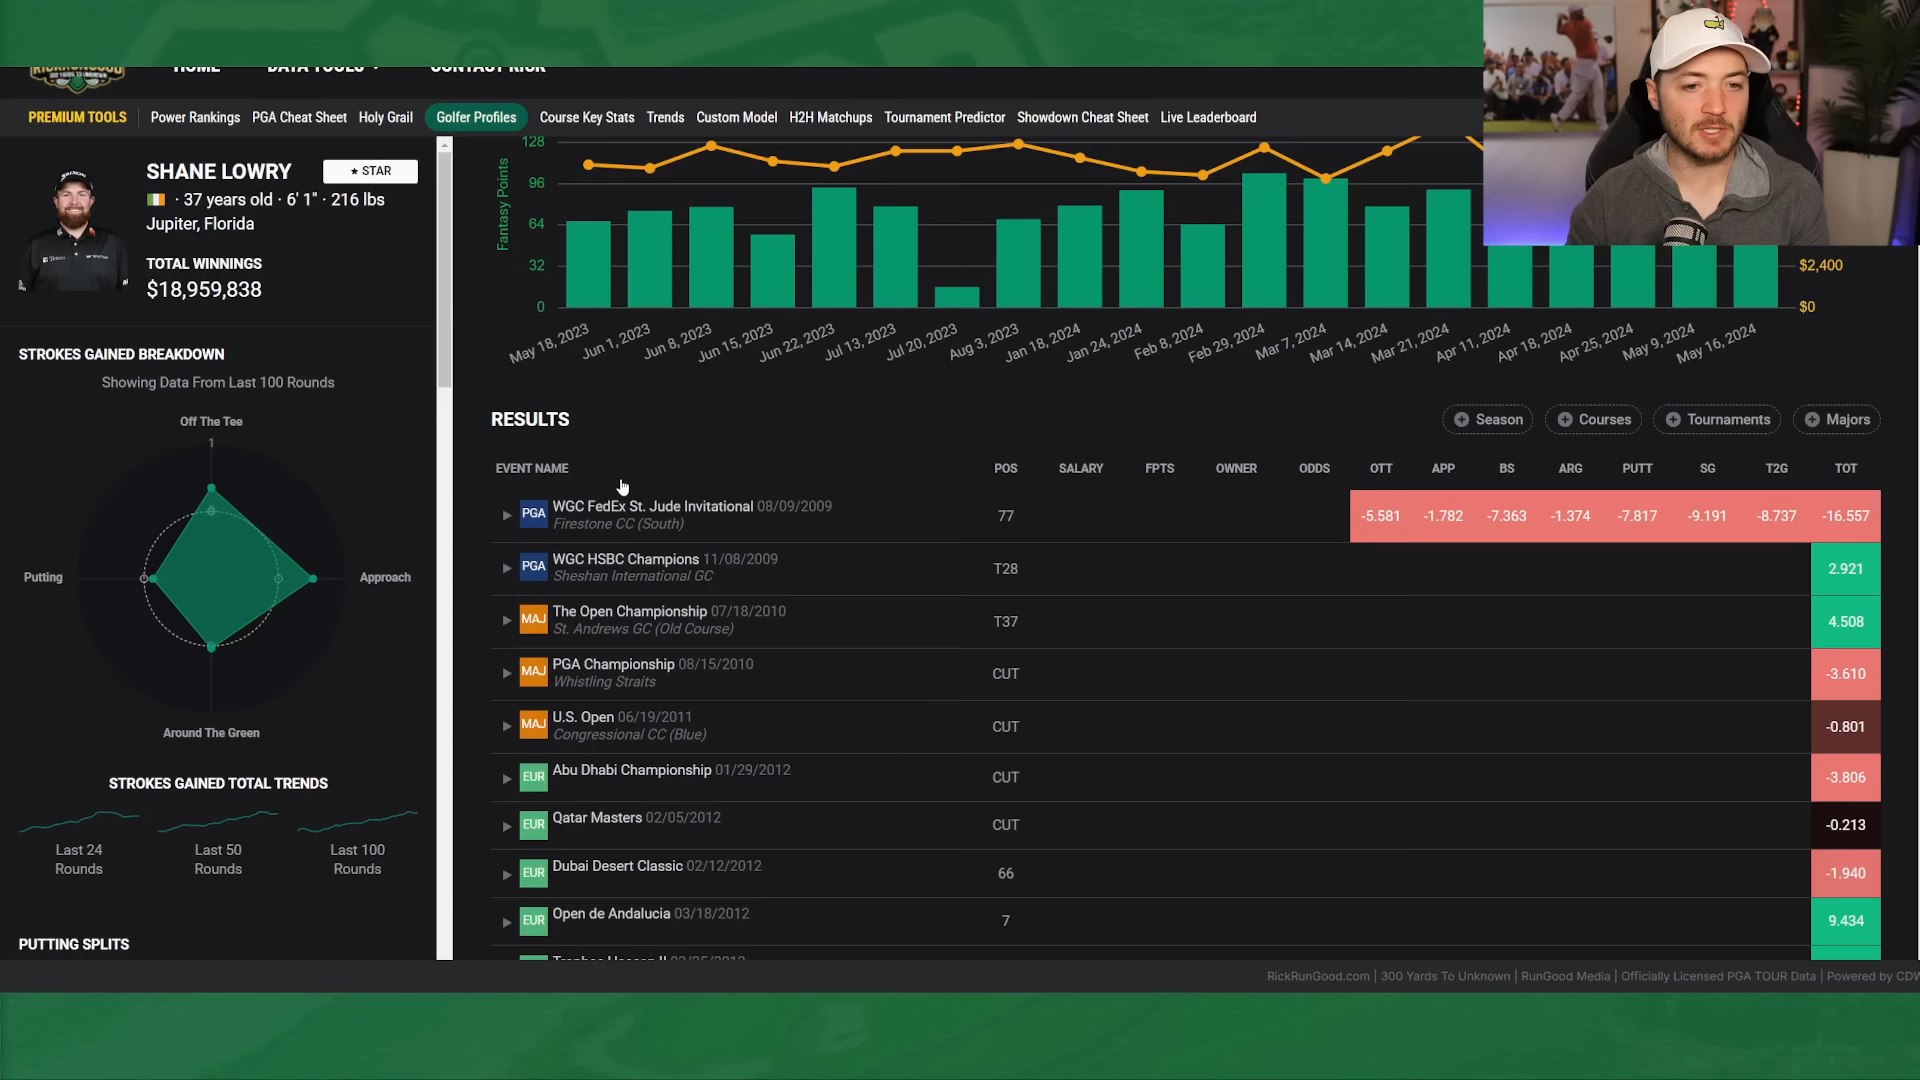 RICKRUNGOOD
300 YARDS TO UNKNOWN
HOME
DATA TOOLS
CONTACT RICK
PREMIUM TOOLS
Power Rankings
PGA Cheat Sheet
Holy Grail
Golfer Profiles
Course Key Stats
Trends
Custom Model
H2H Matchups
Tournament Predictor
Showdown Cheat Sheet
Live Leaderboard
SHANE LOWRY
★ STAR
· 37 years old · 6' 1" · 216 lbs
Jupiter, Florida
TOTAL WINNINGS
$18,959,838
STROKES GAINED BREAKDOWN
Showing Data From Last 100 Rounds
Off The Tee
1
0
Putting
0
0
Approach
Around The Green
STROKES GAINED TOTAL TRENDS
Last 24 Rounds
Last 50 Rounds
Last 100 Rounds
PUTTING SPLITS
Fantasy Points
128
96
64
32
0
$2,400
$0
May 18, 2023
Jun 1, 2023
Jun 8, 2023
Jun 15, 2023
Jun 22, 2023
Jul 13, 2023
Jul 20, 2023
Aug 3, 2023
Jan 18, 2024
Jan 24, 2024
Feb 8, 2024
Feb 29, 2024
Mar 7, 2024
Mar 14, 2024
Mar 21, 2024
Apr 11, 2024
Apr 18, 2024
Apr 25, 2024
May 9, 2024
May 16, 2024
RESULTS
Season
Courses
Tournaments
Majors
EVENT NAME POS SALARY FPTS OWNER ODDS OTT APP BS ARG PUTT SG T2G TOT
PGA WGC FedEx St. Jude Invitational 08/09/2009 77 -5.581 -1.782 -7.363 -1.374 -7.817 -9.191 -8.737 -16.557
Firestone CC (South)
PGA WGC HSBC Champions 11/08/2009 T28 2.921
Sheshan International GC
MAJ The Open Championship 07/18/2010 T37 4.508
St. Andrews GC (Old Course)
MAJ PGA Championship 08/15/2010 CUT -3.610
Whistling Straits
MAJ U.S. Open 06/19/2011 CUT -0.801
Congressional CC (Blue)
EUR Abu Dhabi Championship 01/29/2012 CUT -3.806
EUR Qatar Masters 02/05/2012 CUT -0.213
EUR Dubai Desert Classic 02/12/2012 66 -1.940
EUR Open de Andalucia 03/18/2012 7 9.434
RickRunGood.com | 300 Yards To Unknown | RunGood Media | Officially Licensed PGA TOUR Data | Powered by CDW